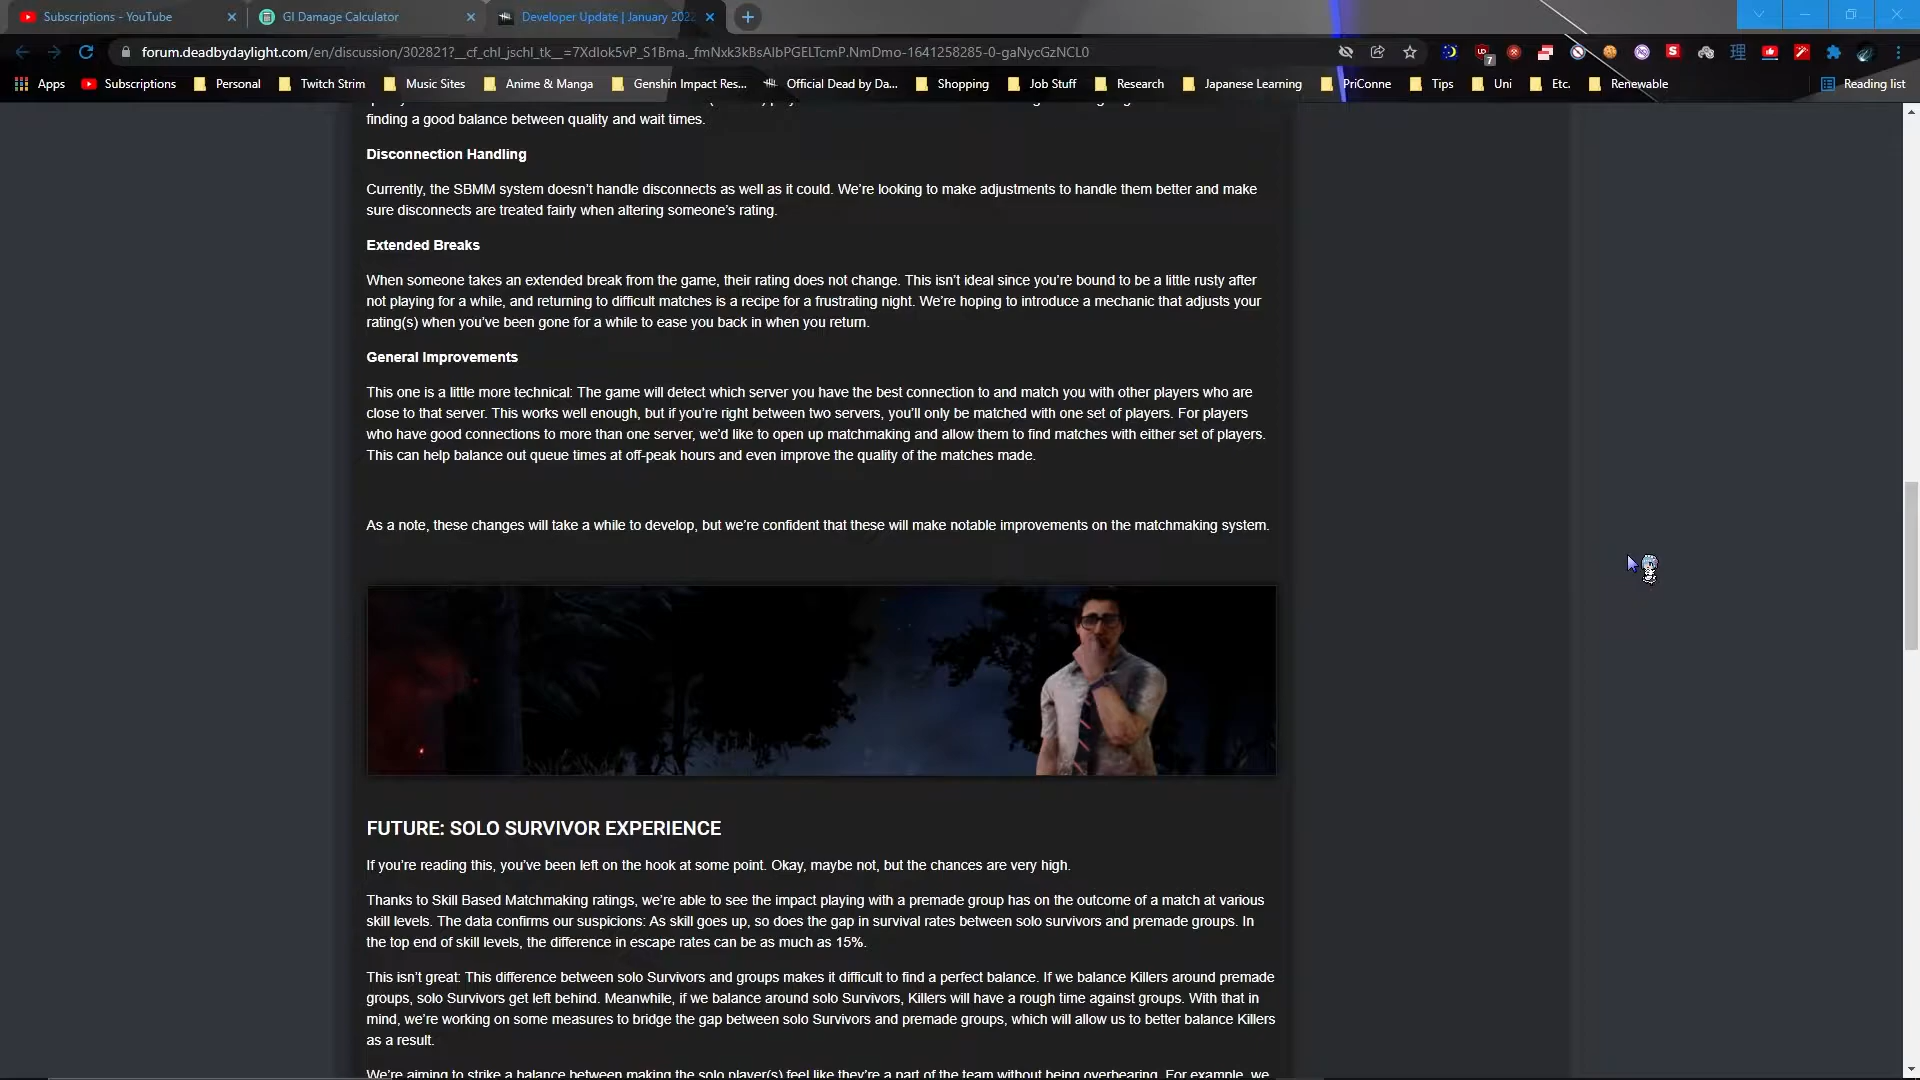 Subscriptions - YouTube
GI Damage Calculator
Developer Update | January 2022
forum.deadbydaylight.com/en/discussion/302821?__cf_chl_jschl_tk__=7XdIok5vP_S1Bma._fmNxk3kBsAIbPGELTcmP.NmDmo-1641258285-0-gaNycGzNCL0
7
Apps Subscriptions Personal Twitch Strim Music Sites Anime & Manga Genshin Impact Res... Official Dead by Da... Shopping Job Stuff Research Japanese Learning PriConne Tips Uni Etc. Renewable Reading list
finding a good balance between quality and wait times.
Disconnection Handling
Currently, the SBMM system doesn't handle disconnects as well as it could. We're looking to make adjustments to handle them better and make
sure disconnects are treated fairly when altering someone's rating.
Extended Breaks
When someone takes an extended break from the game, their rating does not change. This isn't ideal since you're bound to be a little rusty after
not playing for a while, and returning to difficult matches is a recipe for a frustrating night. We're hoping to introduce a mechanic that adjusts your
rating(s) when you've been gone for a while to ease you back in when you return.
General Improvements
This one is a little more technical: The game will detect which server you have the best connection to and match you with other players who are
close to that server. This works well enough, but if you're right between two servers, you'll only be matched with one set of players. For players
who have good connections to more than one server, we'd like to open up matchmaking and allow them to find matches with either set of players.
This can help balance out queue times at off-peak hours and even improve the quality of the matches made.
As a note, these changes will take a while to develop, but we're confident that these will make notable improvements on the matchmaking system.
FUTURE: SOLO SURVIVOR EXPERIENCE
If you're reading this, you've been left on the hook at some point. Okay, maybe not, but the chances are very high.
Thanks to Skill Based Matchmaking ratings, we're able to see the impact playing with a premade group has on the outcome of a match at various
skill levels. The data confirms our suspicions: As skill goes up, so does the gap in survival rates between solo survivors and premade groups. In
the top end of skill levels, the difference in escape rates can be as much as 15%.
This isn't great: This difference between solo Survivors and groups makes it difficult to find a perfect balance. If we balance Killers around premade
groups, solo Survivors get left behind. Meanwhile, if we balance around solo Survivors, Killers will have a rough time against groups. With that in
mind, we're working on some measures to bridge the gap between solo Survivors and premade groups, which will allow us to better balance Killers
as a result.
We're aiming to strike a balance between making the solo player(s) feel like they're a part of the team without being overbearing. For example, we